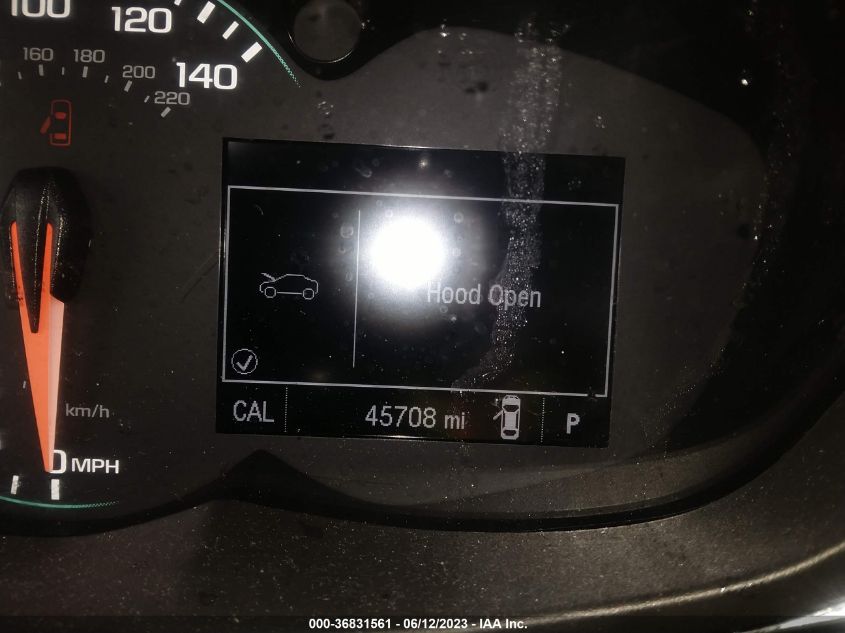 100 120
140
160 180
200
220
Hood Open
CAL 45708 mi P
km/h
0 MPH
000-36831561 - 06/12/2023 - IAA Inc.